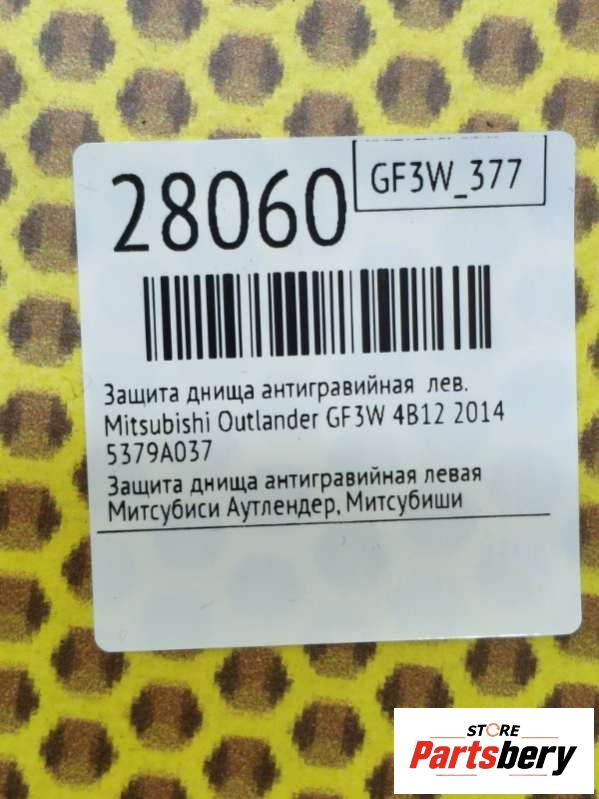 28060
GF3W_377
Защита днища антигравийная лев.
Mitsubishi Outlander GF3W 4B12 2014
5379A037
Защита днища антигравийная левая
Митсубиси Аутлендер, Митсубиши
STORE
Partsbery